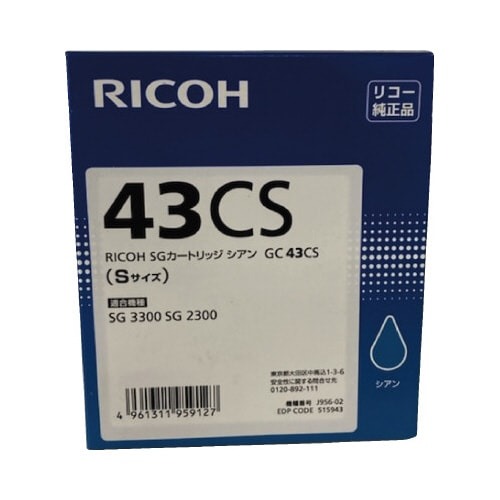 RICOH
リコー
純正品
43CS
RICOH SGカートリッジ シアン GC 43CS
(Sサイズ)
適合機種
SG 3300 SG 2300
シアン
東京都大田区中馬込1-3-6
安全性に関する問合せ先
0120-892-111
機種番号 J956-02
EDP CODE 515943
4 961311 959127